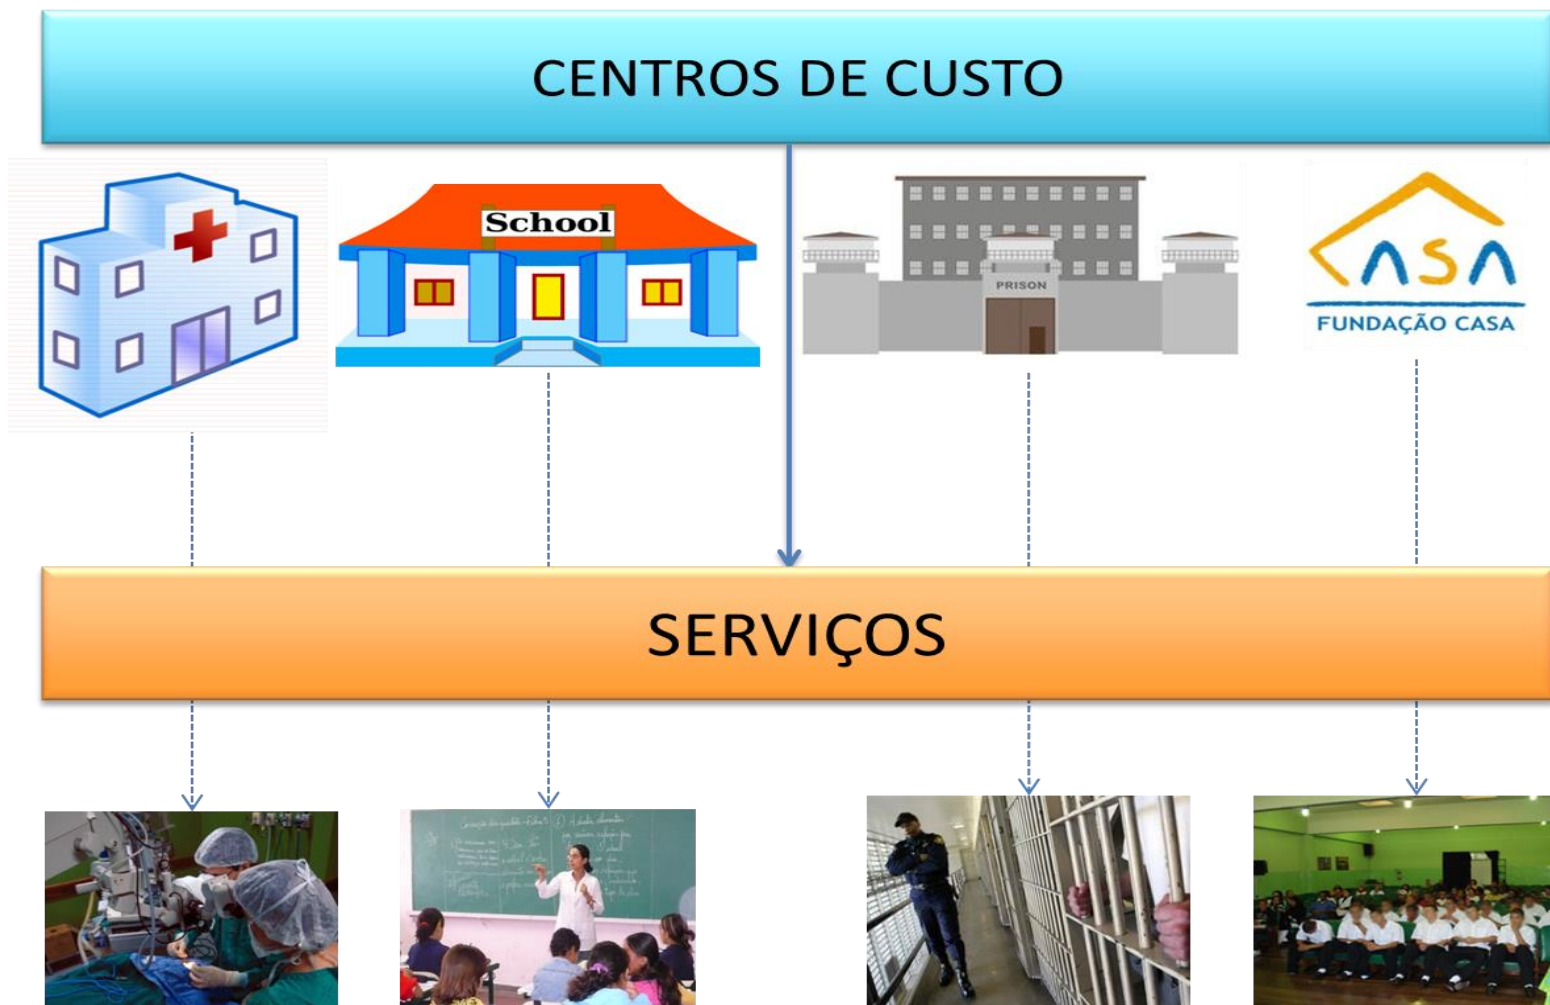 CENTROS DE CUSTO
School
PRISON
CASA
FUNDAÇÃO CASA
SERVIÇOS